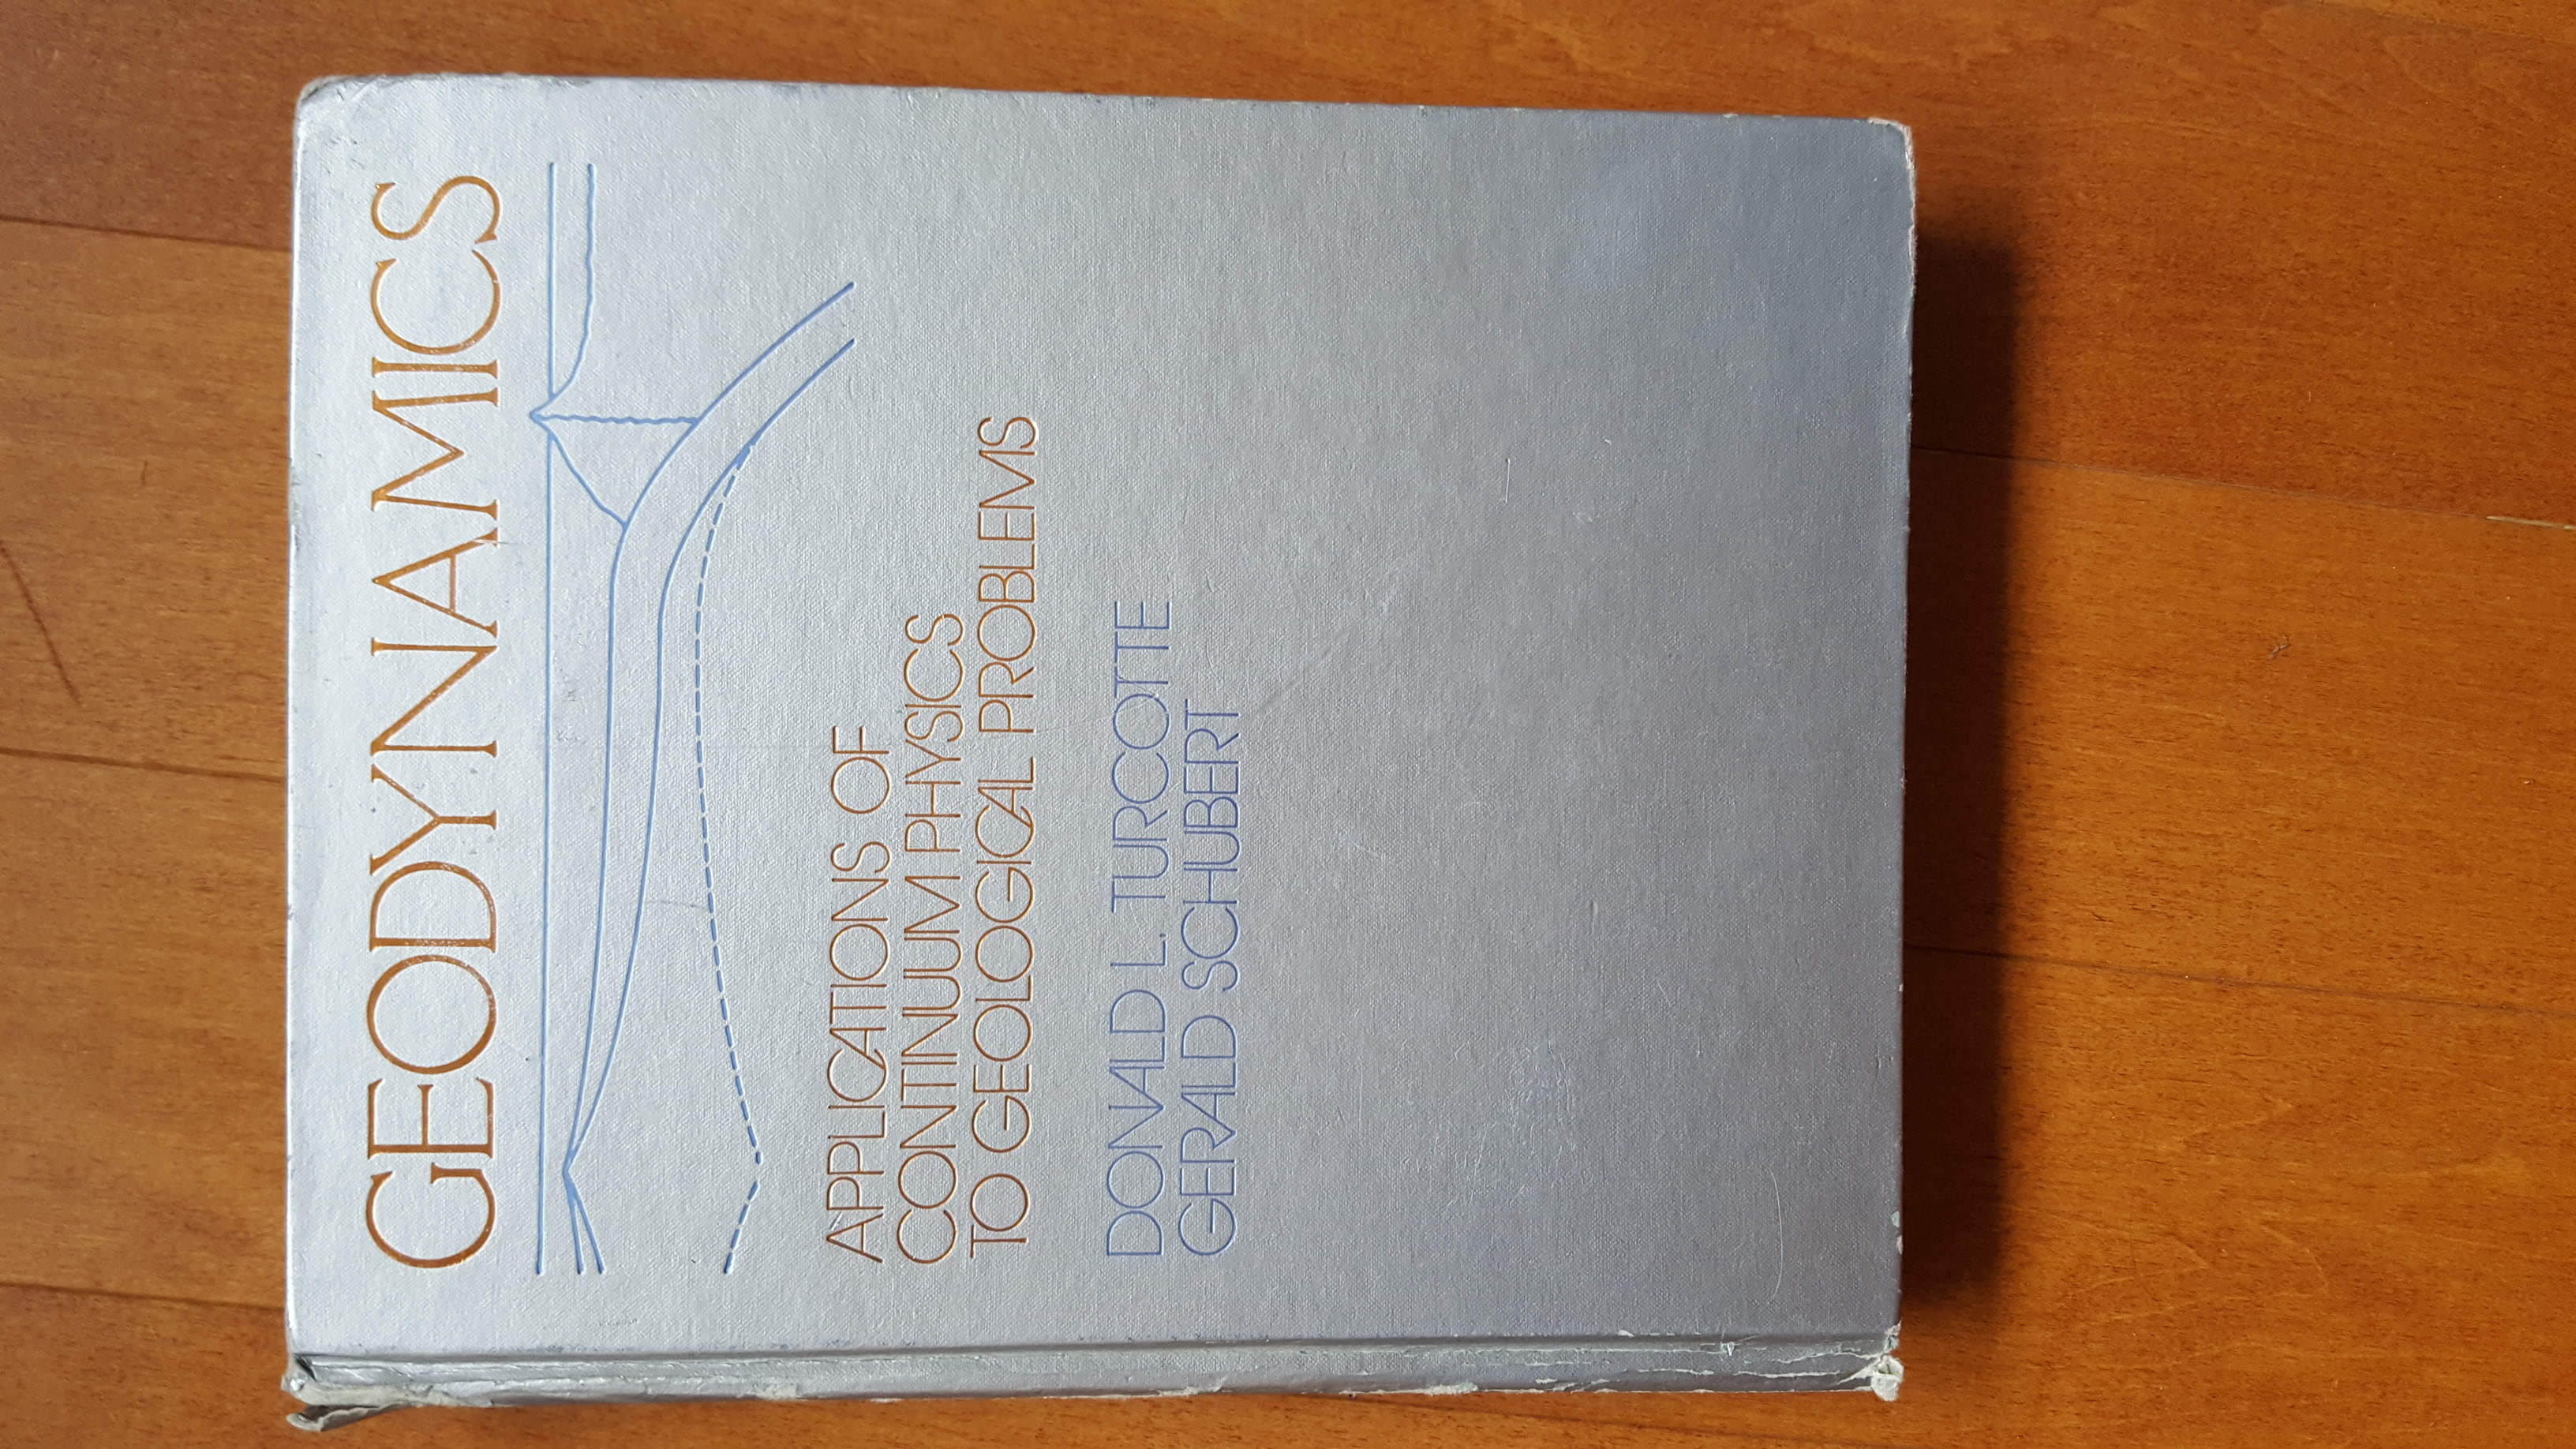 GEODYNAMICS
APPLICATIONS OF
CONTINUUM PHYSICS
TO GEOLOGICAL PROBLEMS
DONALD L. TURCOTTE
GERALD SCHUBERT